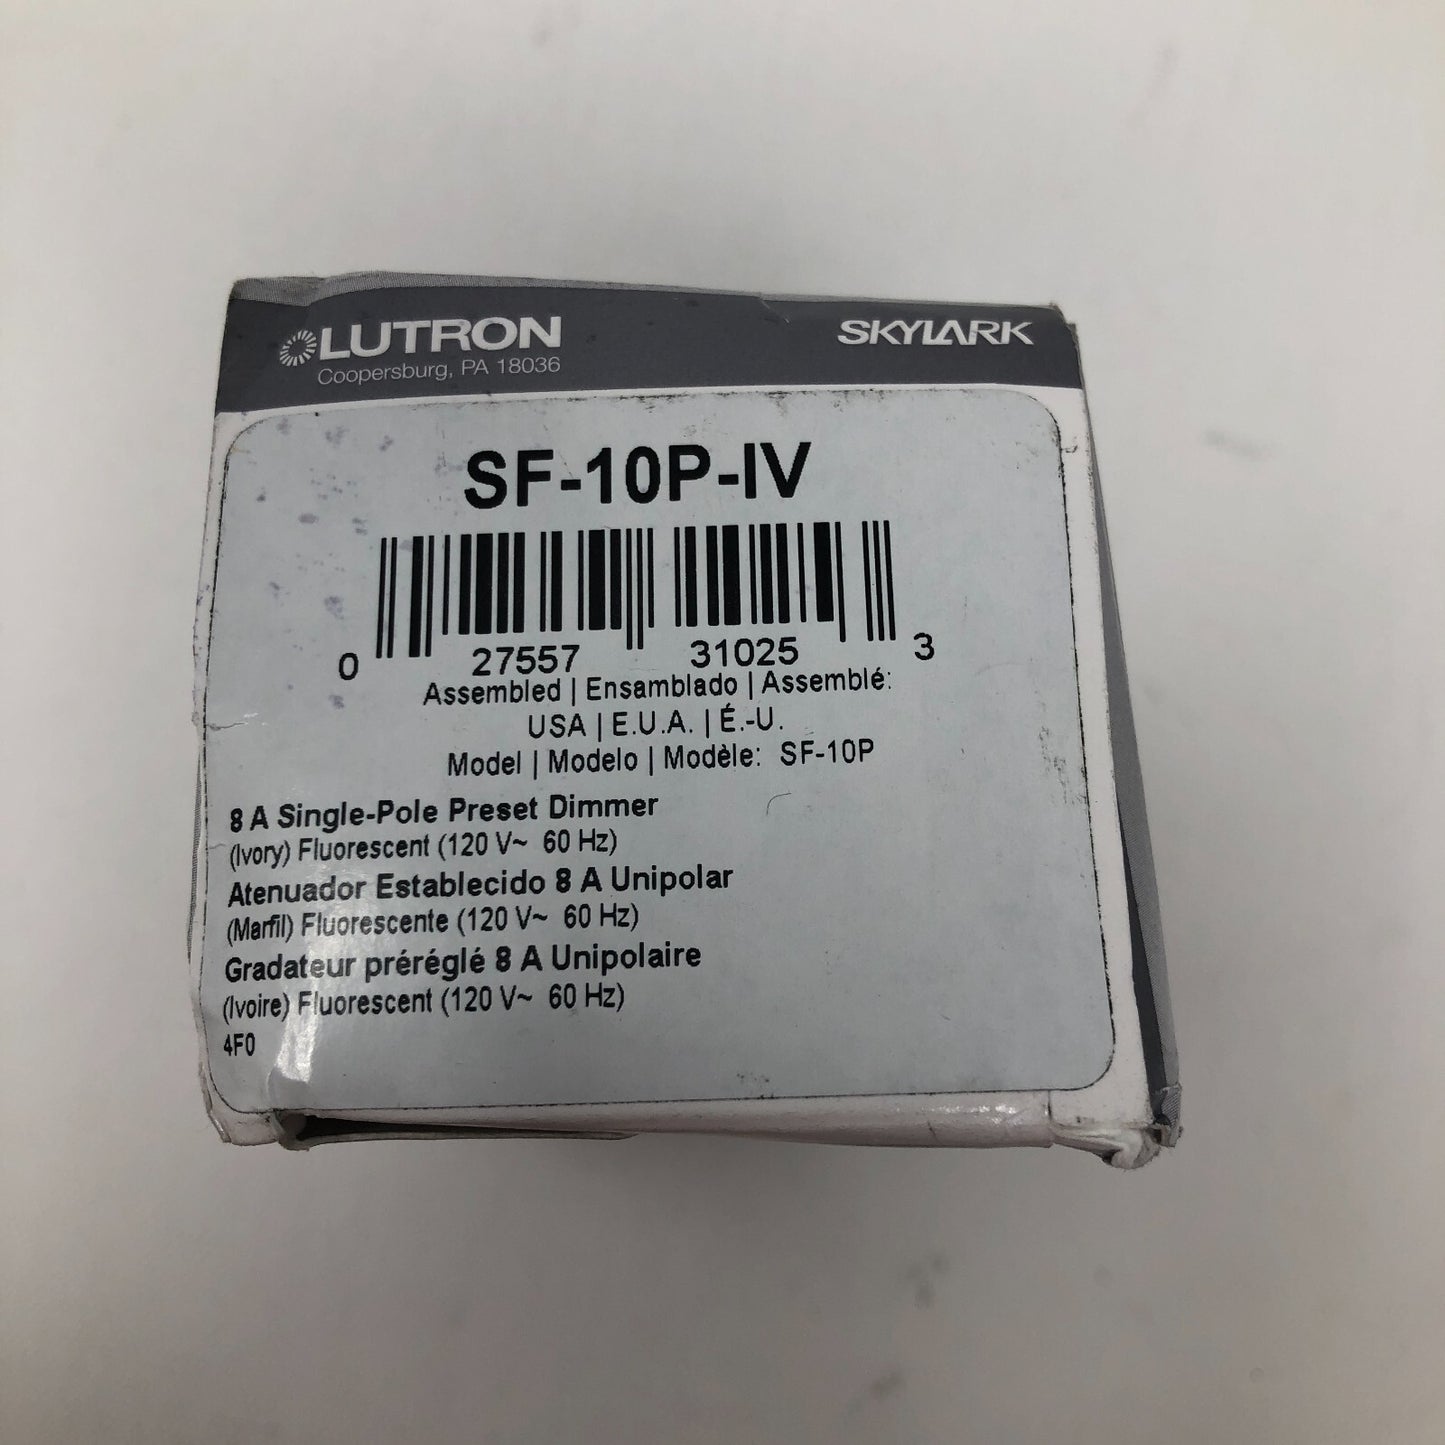 LUTRON
Coopersburg, PA 18036
SKYLARK
SF-10P-IV
0 27557 31025 3
Assembled | Ensamblado | Assemblé:
USA | E.U.A. | É.-U.
Model | Modelo | Modèle: SF-10P
8 A Single-Pole Preset Dimmer
(Ivory) Fluorescent (120 V~ 60 Hz)
Atenuador Establecido 8 A Unipolar
(Marfil) Fluorescente (120 V~ 60 Hz)
Gradateur préréglé 8 A Unipolaire
(Ivoire) Fluorescent (120 V~ 60 Hz)
4F0